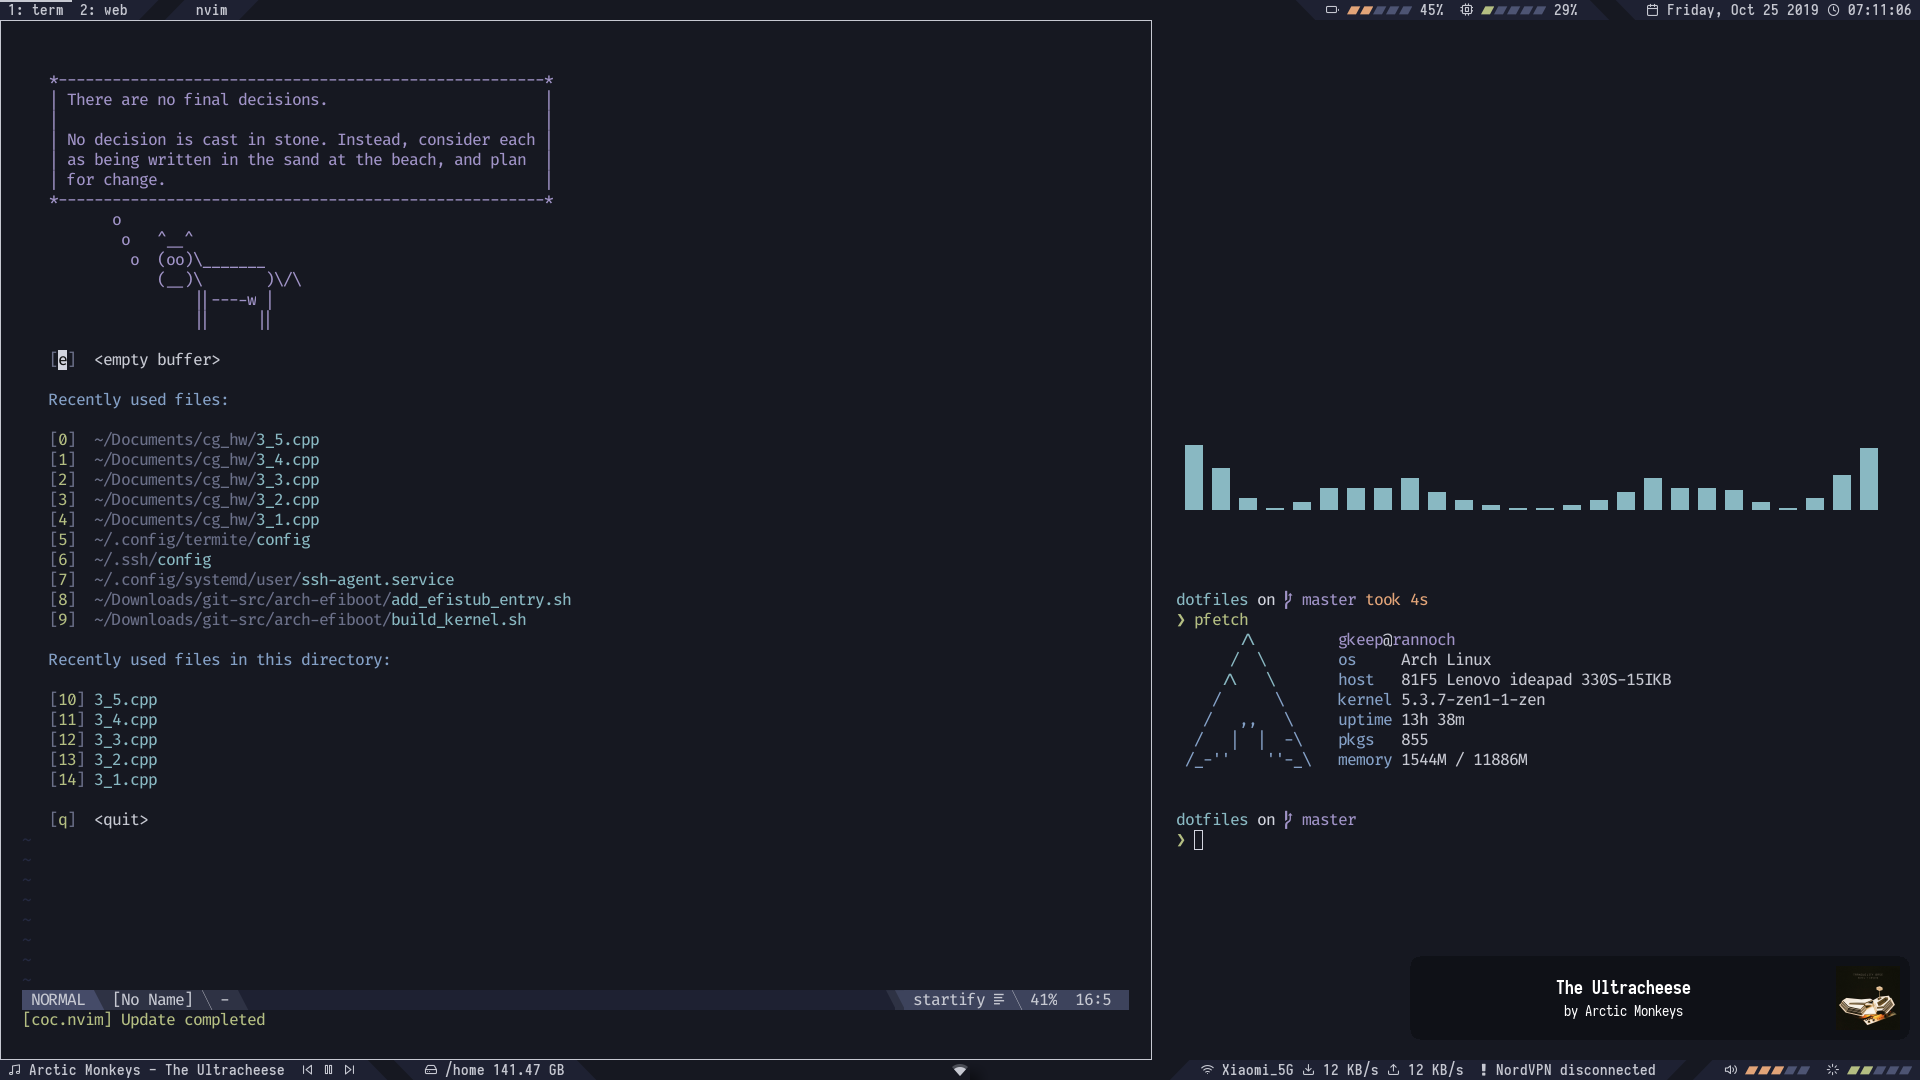 1: term 2: web nvim 45% 29% Friday, Oct 25 2019 07:11:06
*------------------------------------------------------*
| There are no final decisions. |
| No decision is cast in stone. Instead, consider each |
| as being written in the sand at the beach, and plan |
| for change. |
*------------------------------------------------------*
o
o ^__^
o (oo)\_______
(__)\ )\/\
||----w |
|| ||
[e] <empty buffer>
Recently used files:
[0] ~/Documents/cg_hw/3_5.cpp
[1] ~/Documents/cg_hw/3_4.cpp
[2] ~/Documents/cg_hw/3_3.cpp
[3] ~/Documents/cg_hw/3_2.cpp
[4] ~/Documents/cg_hw/3_1.cpp
[5] ~/.config/termite/config
[6] ~/.ssh/config
[7] ~/.config/systemd/user/ssh-agent.service
[8] ~/Downloads/git-src/arch-efiboot/add_efistub_entry.sh
[9] ~/Downloads/git-src/arch-efiboot/build_kernel.sh
Recently used files in this directory:
[10] 3_5.cpp
[11] 3_4.cpp
[12] 3_3.cpp
[13] 3_2.cpp
[14] 3_1.cpp
[q] <quit>
~
~
~
~
~
~
~
~
NORMAL [No Name] \ - startify \ 41% 16:5
[coc.nvim] Update completed
dotfiles on master took 4s
❯ pfetch
gkeep@rannoch
os Arch Linux
host 81F5 Lenovo ideapad 330S-15IKB
kernel 5.3.7-zen1-1-zen
uptime 13h 38m
pkgs 855
memory 1544M / 11886M
dotfiles on master
❯
The Ultracheese
by Arctic Monkeys
Arctic Monkeys - The Ultracheese /home 141.47 GB Xiaomi_5G 12 KB/s 12 KB/s NordVPN disconnected